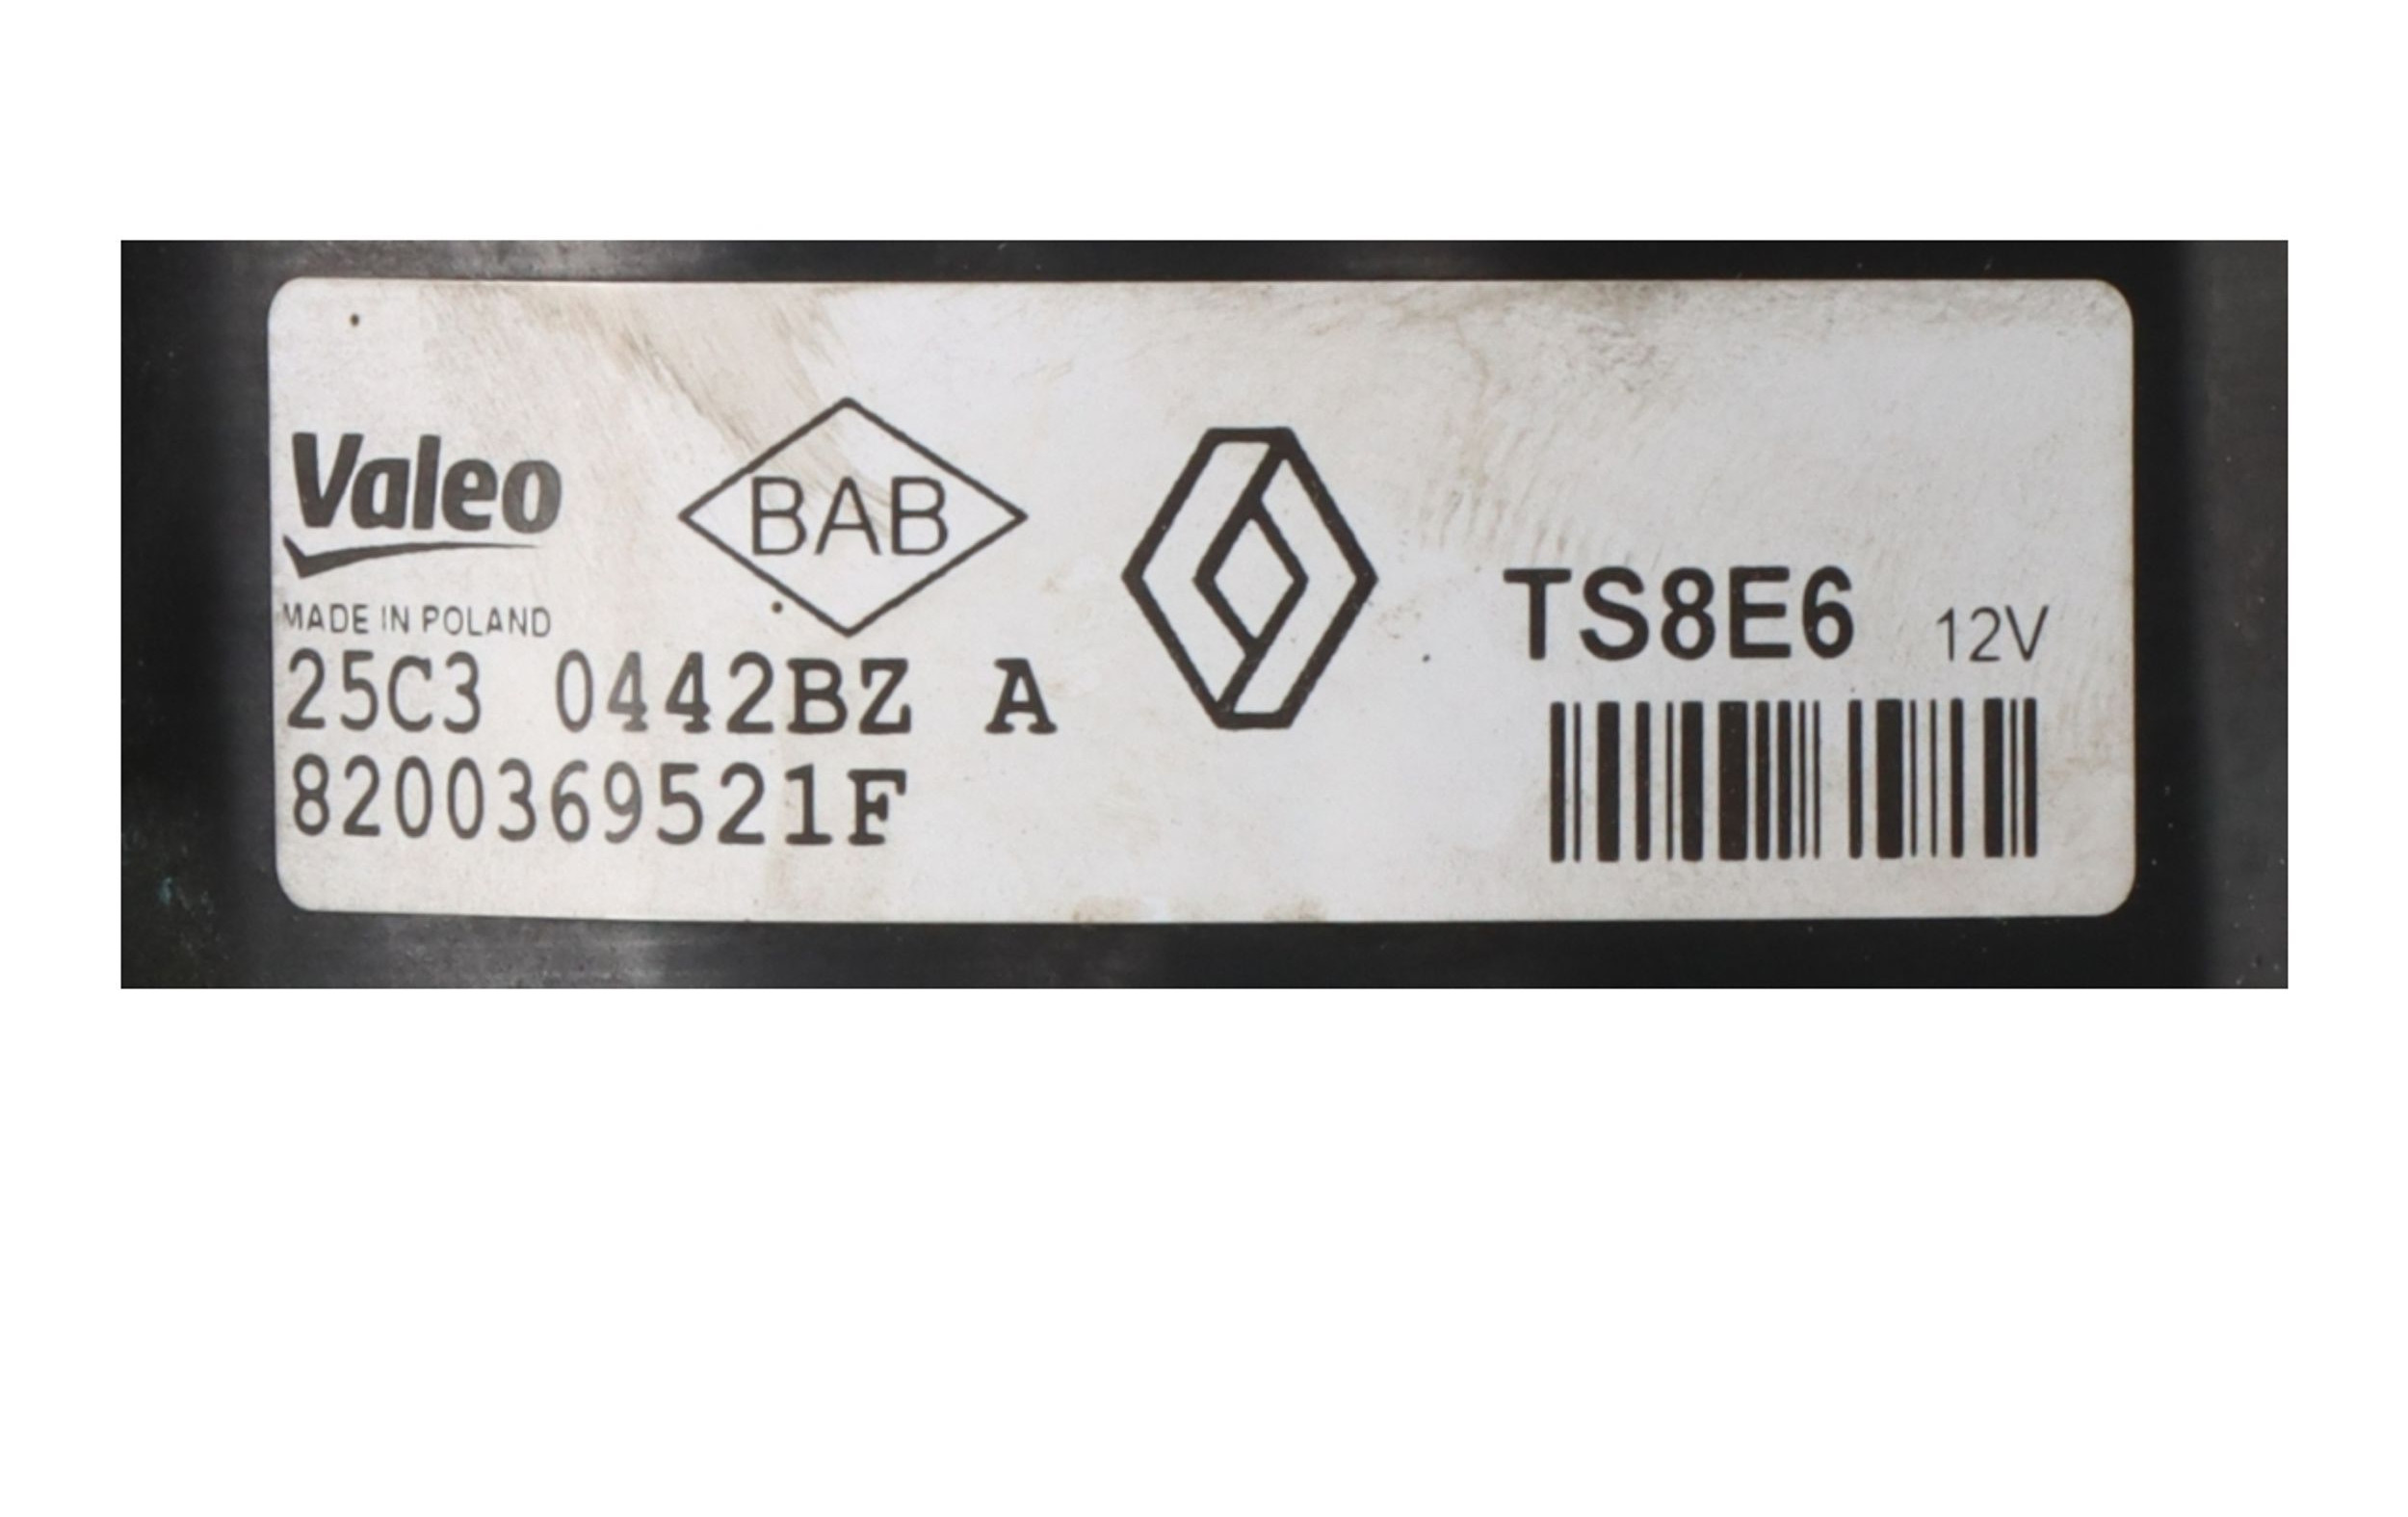 Valeo
BAB
MADE IN POLAND
TS8E6 12V
25C3 0442BZ A
8200369521F